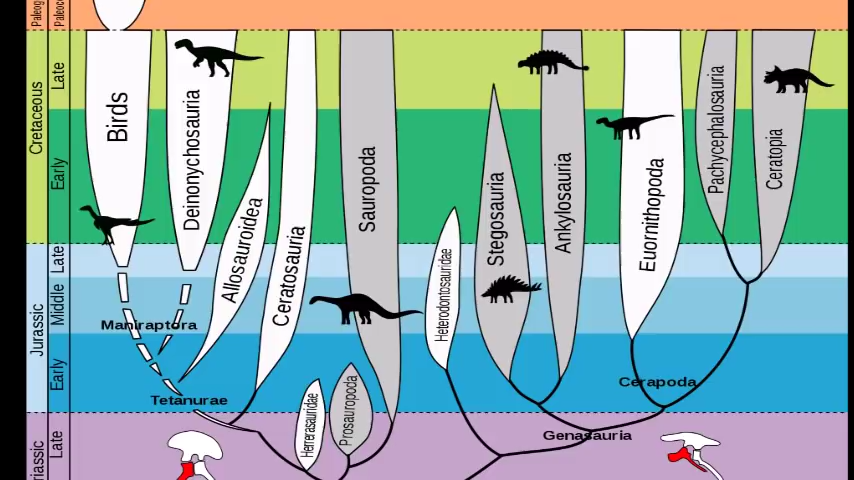 Paleog
Paleoc
Cretaceous
Late
Early
Jurassic
Late
Middle
Early
riassic
Late
Birds
Deinonychosauria
Allosauroidea
Ceratosauria
Sauropoda
Herrerasauridae
Prosauropoda
Heterodontosauridae
Stegosauria
Ankylosauria
Euornithopoda
Pachycephalosauria
Ceratopia
Maniraptora
Tetanurae
Cerapoda
Genasauria